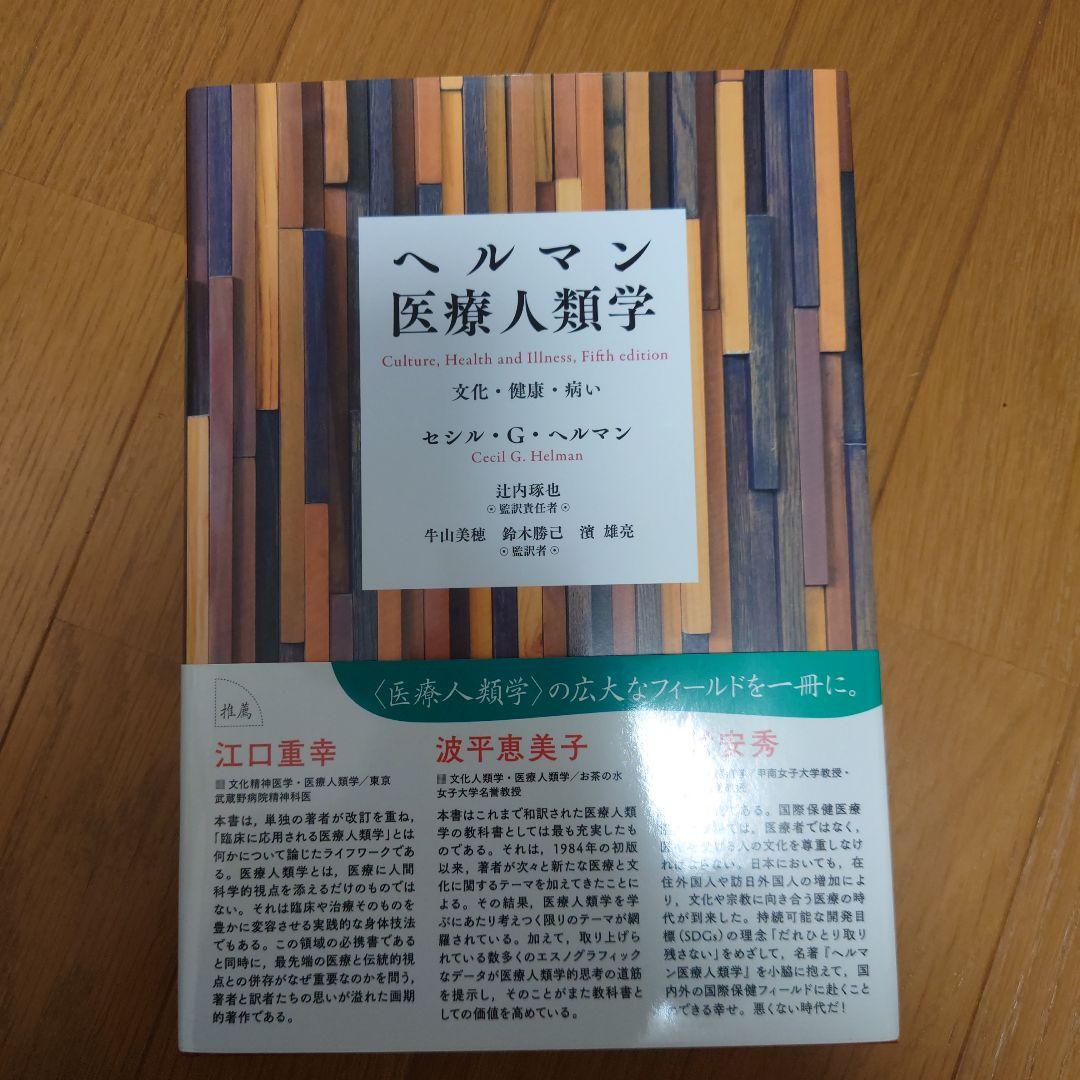 ヘルマン
医療人類学
Culture, Health and Illness, Fifth edition
文化・健康・病い
セシル・G・ヘルマン
Cecil G. Helman
辻内琢也
監訳責任者
牛山美穂 鈴木勝己 濱 雄亮
監訳者
〈医療人類学〉の広大なフィールドを一冊に。
推薦
江口重幸
文化精神医学・医療人類学/東京
武蔵野病院精神科医
本書は，単独の著者が改訂を重ね，
「臨床に応用される医療人類学」とは
何かについて論じたライフワークであ
る。医療人類学とは，医療に人間
科学的視点を添えるだけのものでは
ない。それは臨床や治療そのものを
豊かに変容させる実践的な身体技法
でもある。この領域の必携書である
と同時に，最先端の医療と伝統的視
点との併存がなぜ重要なのかを問う，
著者と訳者たちの思いが溢れた画期
的著作である。
波平恵美子
文化人類学・医療人類学/お茶の水
女子大学名誉教授
本書はこれまで和訳された医療人類
学の教科書としては最も充実したも
のである。それは，1984年の初版
以来，著者が次々と新たな医療と文
化に関するテーマを加えてきたことに
よる。その結果，医療人類学を学
ぶにあたり考えつく限りのテーマが網
羅されている。加えて，取り上げら
れている数多くのエスノグラフィック
なデータが医療人類学的思考の道筋
を提示し，そのことがまた教科書と
しての価値を高めている。
安秀
/甲南女子大学教授・
である。国際保健医療
では，医療者ではなく，
人の文化を尊重しなけ
ればならない。日本においても，在
住外国人や訪日外国人の増加によ
り，文化や宗教に向き合う医療の時
代が到来した。持続可能な開発目
標（SDGs）の理念「だれひとり取り
残さない」をめざして，名著『ヘルマ
ン医療人類学』を小脇に抱えて，国
内外の国際保健フィールドに赴くこと
のできる幸せ。悪くない時代だ！